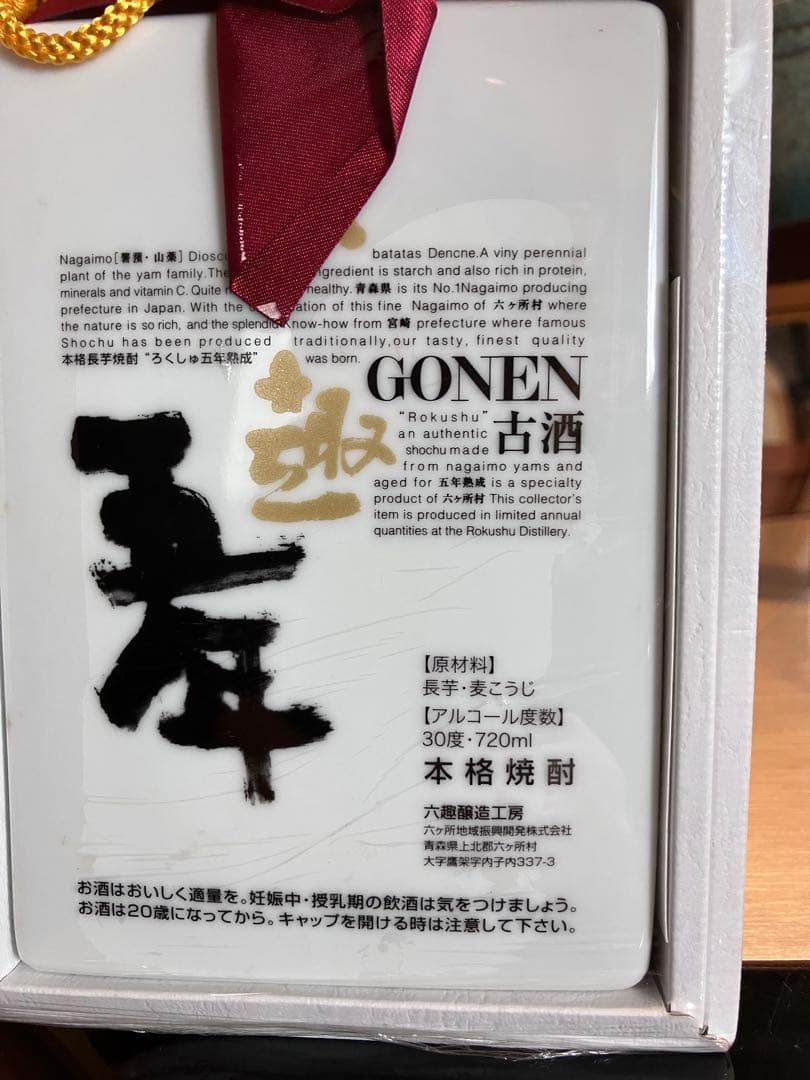 Nagaimo[薯蕷・山薬] batatas Dencne.A viny perennial
plant of the yam family.The ingredient is starch and also rich in protein,
minerals and vitamin C. Quite healthy.青森県 is its No.1Nagaimo producing
prefecture in Japan. With the of this fine Nagaimo of 六ヶ所村 where
the nature is so rich, and the splendid know-how from 宮崎 prefecture where famous
Shochu has been produced traditionally,our tasty, finest quality
本格長芋焼酎 "ろくしゅ五年熟成" was born.
GONEN
古酒
"Rokushu"
an authentic
shochu made
from nagaimo yams and
aged for 五年熟成 is a specialty
product of 六ヶ所村 This collector's
item is produced in limited annual
quantities at the Rokushu Distillery.
趣
五年
【原材料】
長芋・麦こうじ
【アルコール度数】
30度・720ml
本格焼酎
六趣醸造工房
六ヶ所地域振興開発株式会社
青森県上北郡六ヶ所村
大字鷹架字内子内337-3
お酒はおいしく適量を。妊娠中・授乳期の飲酒は気をつけましょう。
お酒は20歳になってから。キャップを開ける時は注意して下さい。